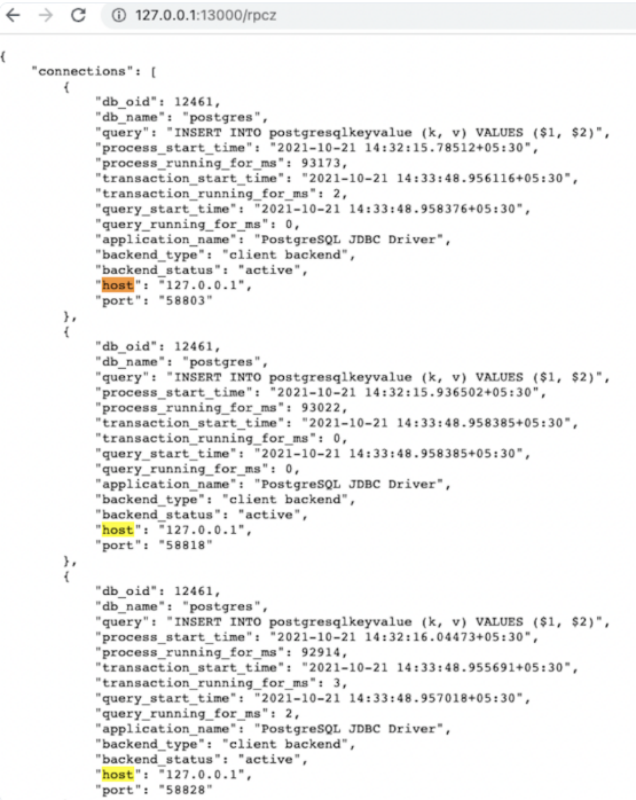 127.0.0.1:13000/rpcz
{
"connections": [
{
"db_oid": 12461,
"db_name": "postgres",
"query": "INSERT INTO postgresqlkeyvalue (k, v) VALUES ($1, $2)",
"process_start_time": "2021-10-21 14:32:15.78512+05:30",
"process_running_for_ms": 93173,
"transaction_start_time": "2021-10-21 14:33:48.956116+05:30",
"transaction_running_for_ms": 2,
"query_start_time": "2021-10-21 14:33:48.958376+05:30",
"query_running_for_ms": 0,
"application_name": "PostgreSQL JDBC Driver",
"backend_type": "client backend",
"backend_status": "active",
"host": "127.0.0.1",
"port": "58803"
},
{
"db_oid": 12461,
"db_name": "postgres",
"query": "INSERT INTO postgresqlkeyvalue (k, v) VALUES ($1, $2)",
"process_start_time": "2021-10-21 14:32:15.936502+05:30",
"process_running_for_ms": 93022,
"transaction_start_time": "2021-10-21 14:33:48.958385+05:30",
"transaction_running_for_ms": 0,
"query_start_time": "2021-10-21 14:33:48.958385+05:30",
"query_running_for_ms": 0,
"application_name": "PostgreSQL JDBC Driver",
"backend_type": "client backend",
"backend_status": "active",
"host": "127.0.0.1",
"port": "58818"
},
{
"db_oid": 12461,
"db_name": "postgres",
"query": "INSERT INTO postgresqlkeyvalue (k, v) VALUES ($1, $2)",
"process_start_time": "2021-10-21 14:32:16.04473+05:30",
"process_running_for_ms": 92914,
"transaction_start_time": "2021-10-21 14:33:48.955691+05:30",
"transaction_running_for_ms": 3,
"query_start_time": "2021-10-21 14:33:48.957018+05:30",
"query_running_for_ms": 2,
"application_name": "PostgreSQL JDBC Driver",
"backend_type": "client backend",
"backend_status": "active",
"host": "127.0.0.1",
"port": "58828"